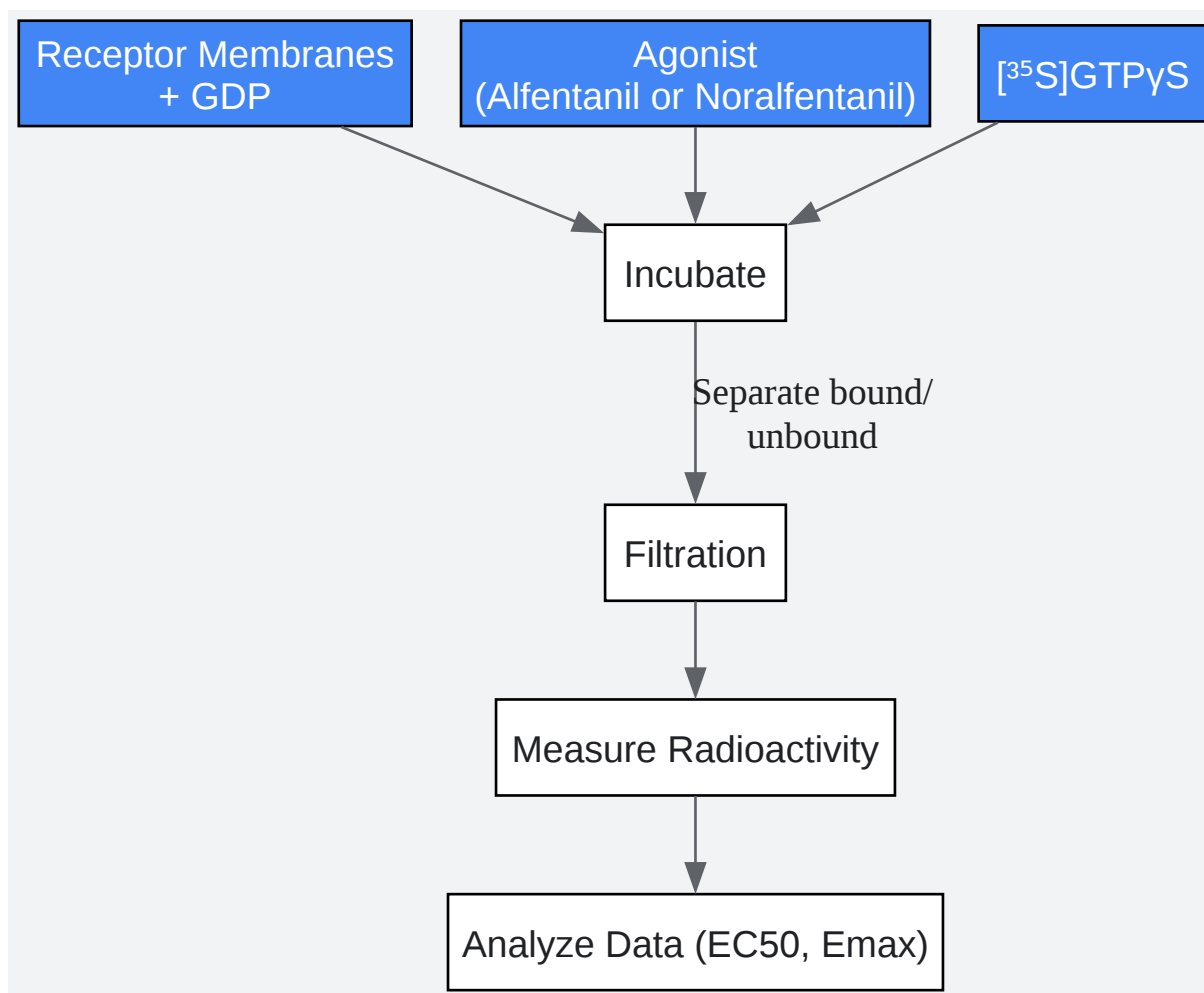 Receptor Membranes
+ GDP
Agonist
(Alfentanil or Noralfentanil)
[³⁵S]GTPγS
Incubate
Separate bound/
unbound
Filtration
Measure Radioactivity
Analyze Data (EC50, Emax)